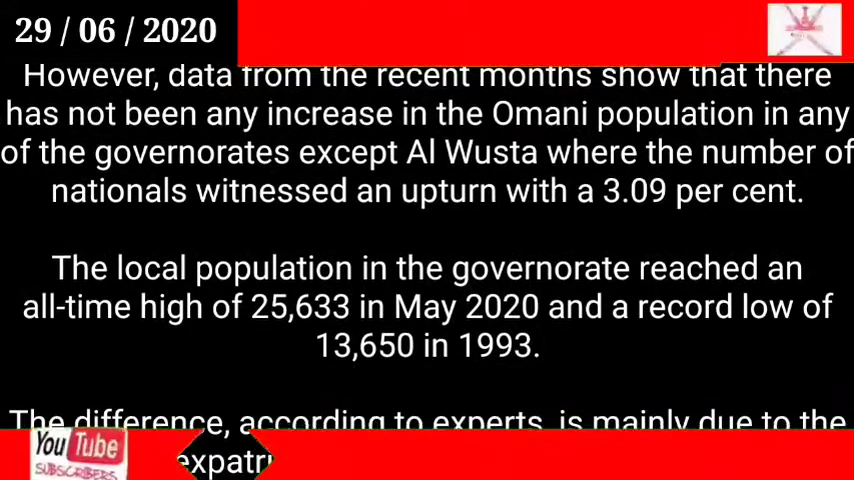 29 / 06 / 2020
However, data from the recent months show that there
has not been any increase in the Omani population in any
of the governorates except Al Wusta where the number of
nationals witnessed an upturn with a 3.09 per cent.
The local population in the governorate reached an
all-time high of 25,633 in May 2020 and a record low of
13,650 in 1993.
The difference, according to experts, is mainly due to the
You Tube
SUBSCRIBERS